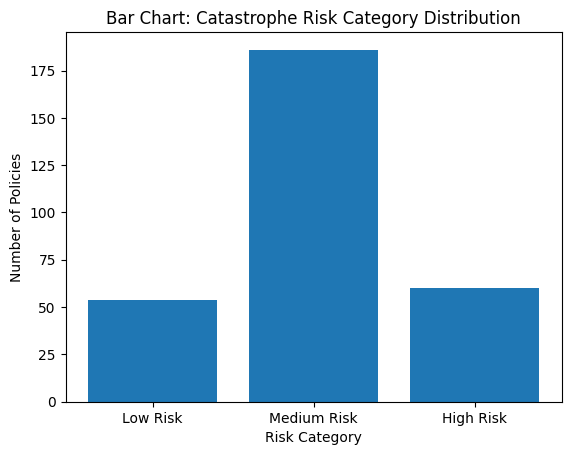 Bar Chart: Catastrophe Risk Category Distribution
Number of Policies
175
150
125
100
75
50
25
0
Low Risk
Medium Risk
High Risk
Risk Category